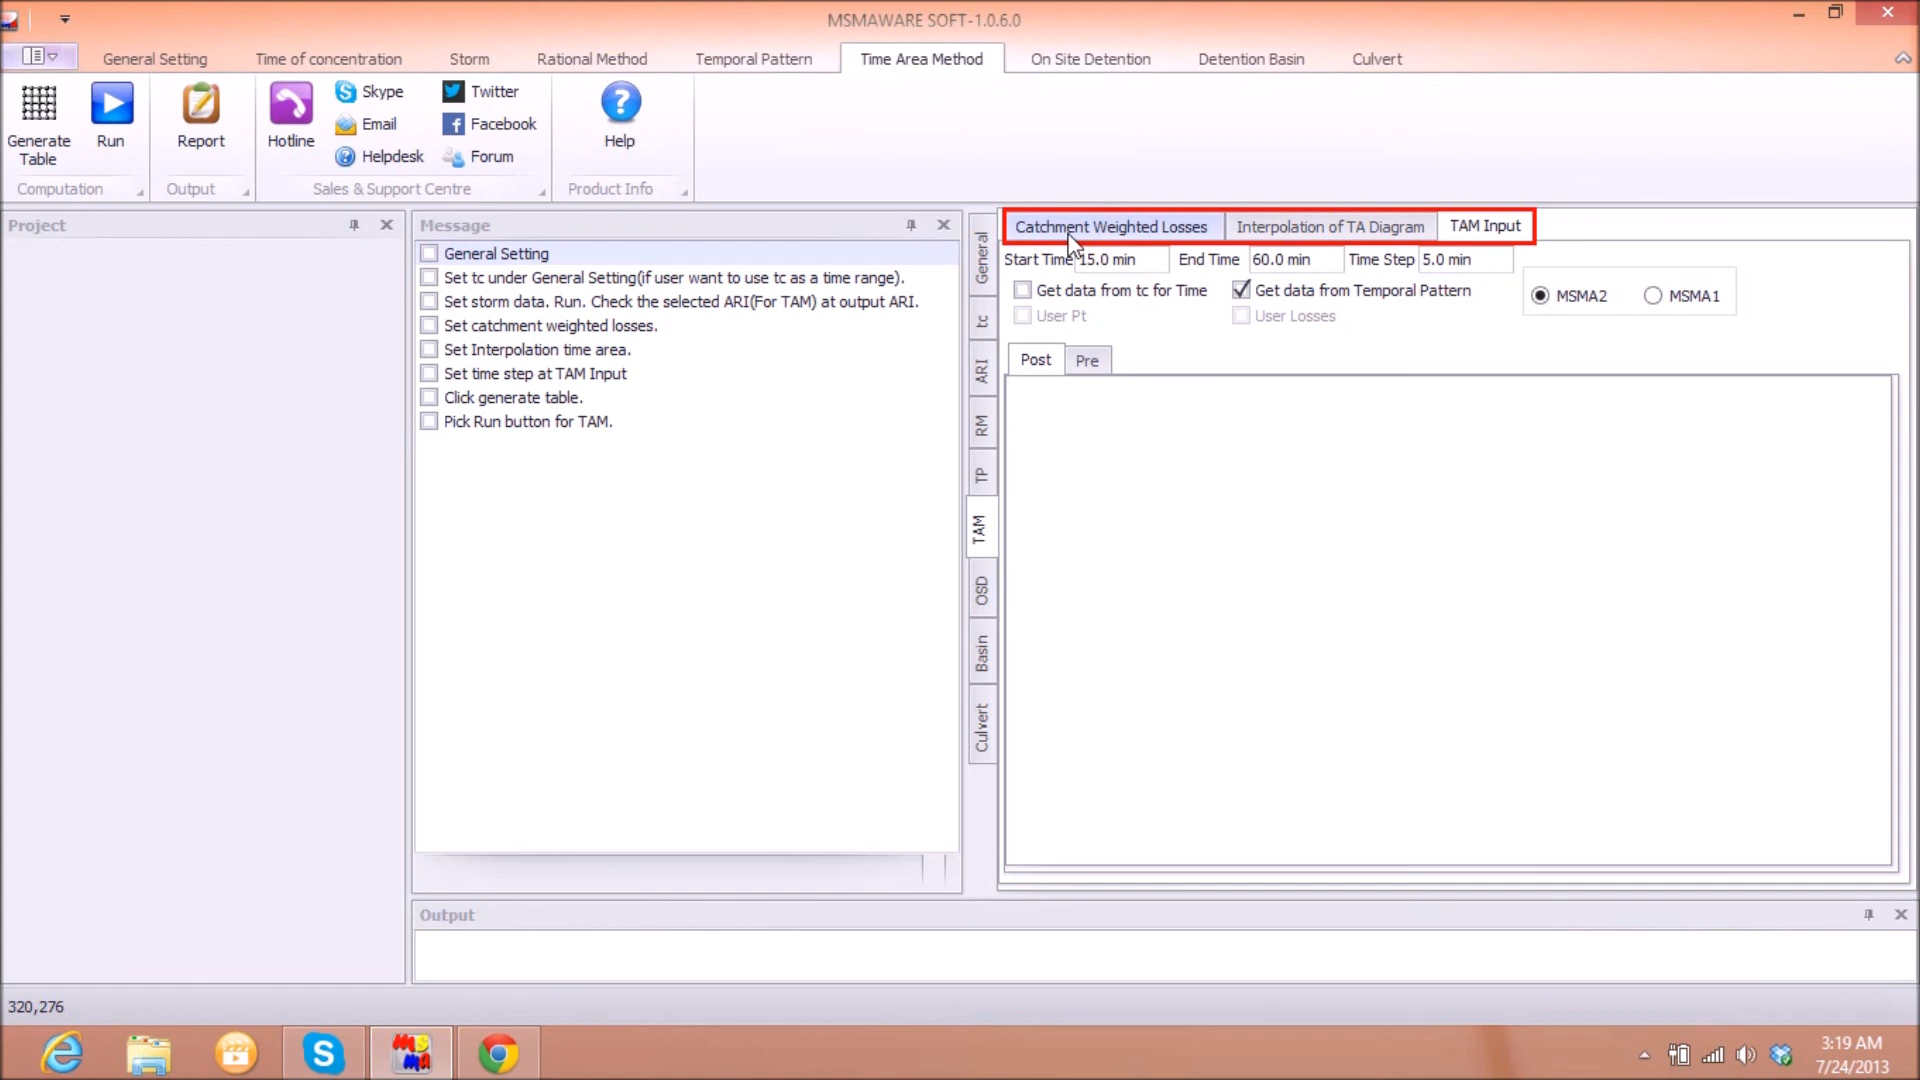 MSMAWARE SOFT-1.0.6.0
General Setting
Time of concentration
Storm
Rational Method
Temporal Pattern
Time Area Method
On Site Detention
Detention Basin
Culvert
Generate Table
Run
Report
Hotline
Skype
Email
Helpdesk
Twitter
Facebook
Forum
Help
Computation
Output
Sales & Support Centre
Product Info
Project
Message
General Setting
Set tc under General Setting(if user want to use tc as a time range).
Set storm data. Run. Check the selected ARI(For TAM) at output ARI.
Set catchment weighted losses.
Set Interpolation time area.
Set time step at TAM Input
Click generate table.
Pick Run button for TAM.
General
tc
ARI
RM
TP
TAM
OSD
Basin
Culvert
Catchment Weighted Losses
Interpolation of TA Diagram
TAM Input
Start Time 15.0 min
End Time 60.0 min
Time Step 5.0 min
Get data from tc for Time
Get data from Temporal Pattern
User Pt
User Losses
MSMA2
MSMA1
Post
Pre
Output
320,276
MS
MA
3:19 AM
7/24/2013